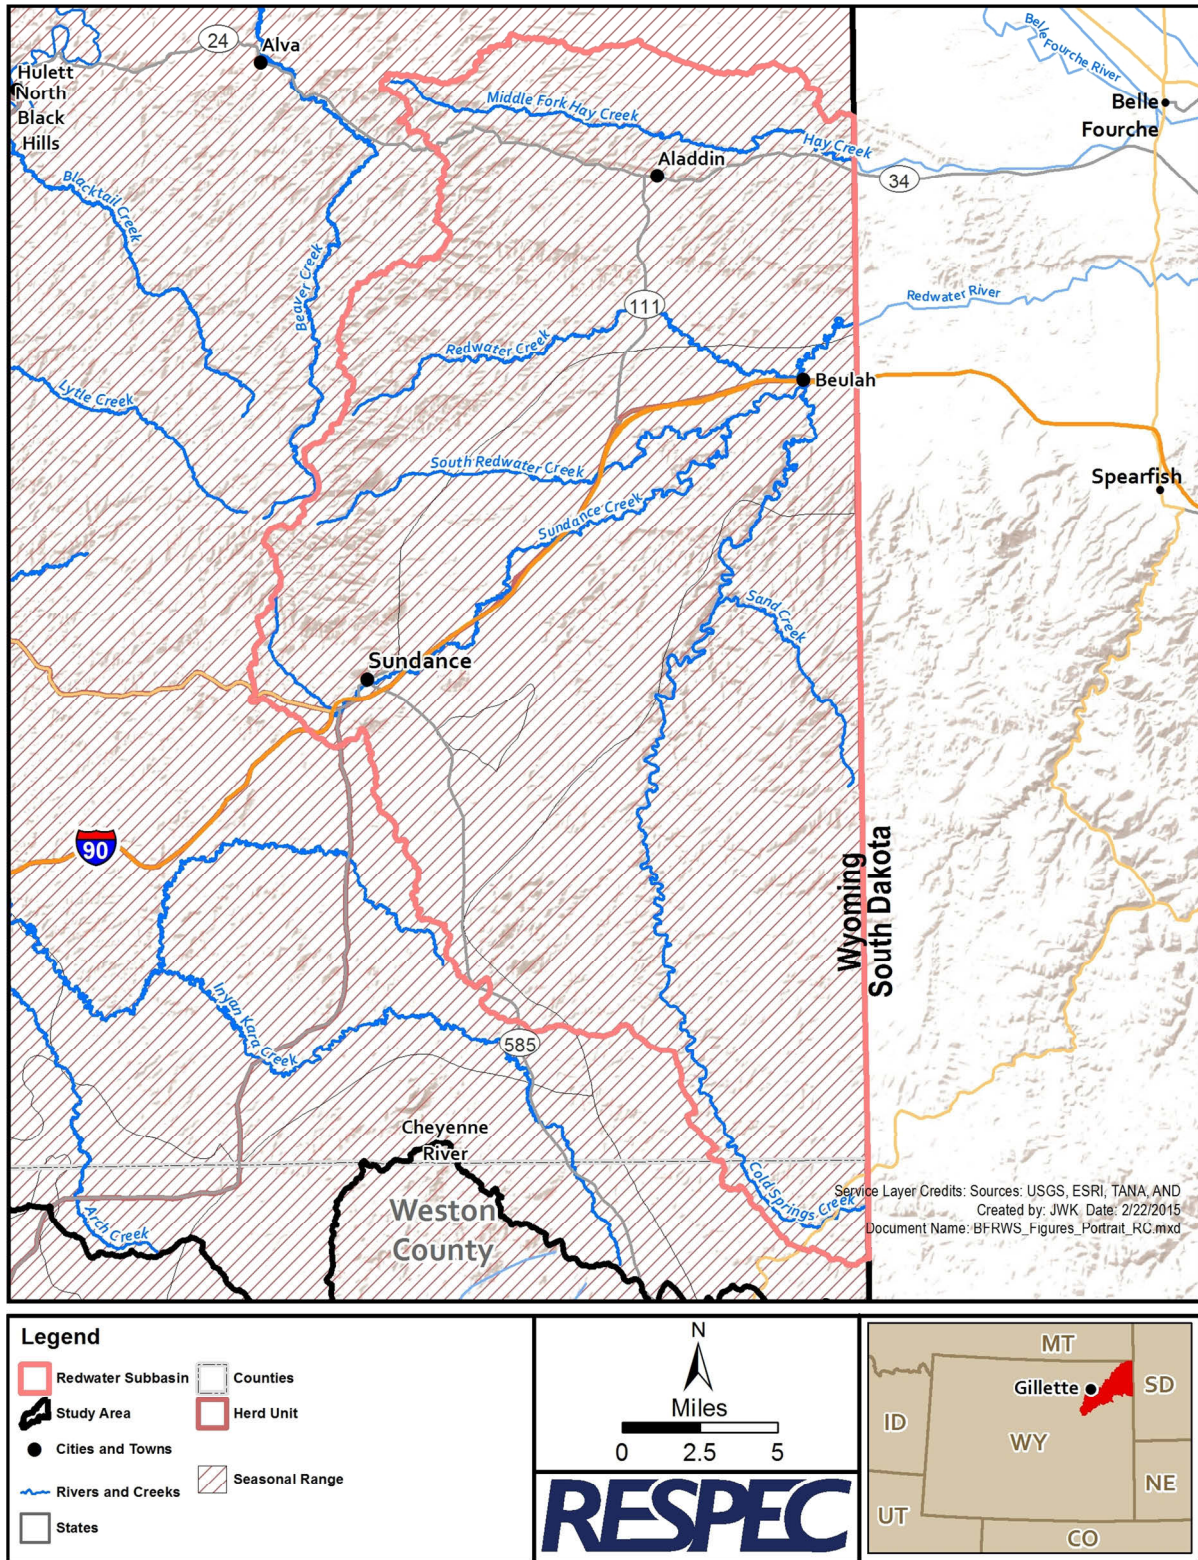 24
Alva
Hulett
North
Black
Hills
Middle Fork Hay Creek
Hay Creek
Aladdin
34
Belle Fourche River
Belle
Fourche
Blacktail Creek
Beaver Creek
111
Redwater Creek
Redwater River
Beulah
Lytle Creek
South Redwater Creek
Sundance Creek
Spearfish
Sand Creek
Sundance
90
Wyoming
South Dakota
Inyan Kara Creek
585
Cheyenne
River
Weston
County
Arch Creek
Cold Springs Creek
Service Layer Credits: Sources: USGS, ESRI, TANA, AND
Created by: JWK Date: 2/22/2015
Document Name: BFRWS_Figures_Portrait_RC.mxd
Legend
Redwater Subbasin
Counties
Study Area
Herd Unit
Cities and Towns
Rivers and Creeks
Seasonal Range
States
N
Miles
0 2.5 5
RESPEC
MT
Gillette
SD
ID
WY
NE
UT
CO